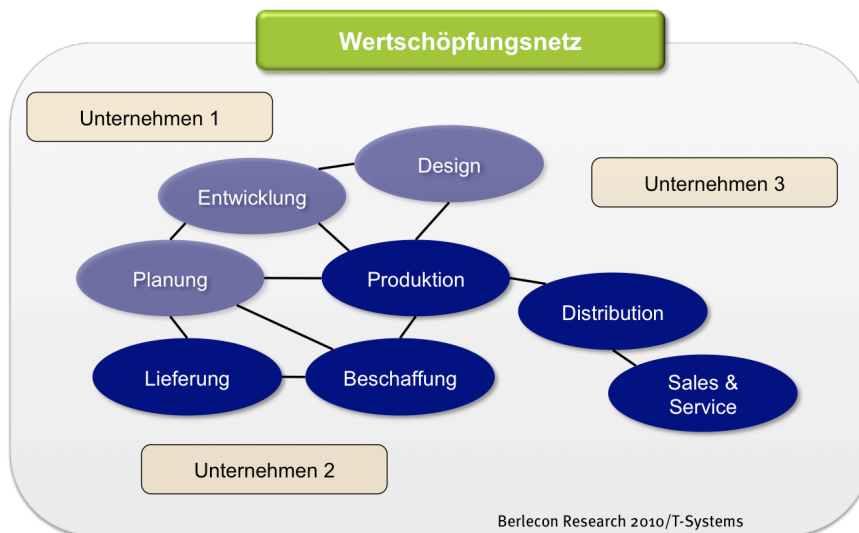 Wertschöpfungsnetz
Unternehmen 1
Design
Entwicklung
Unternehmen 3
Planung
Produktion
Distribution
Lieferung
Beschaffung
Sales &
Service
Unternehmen 2
Berlecon Research 2010/T-Systems